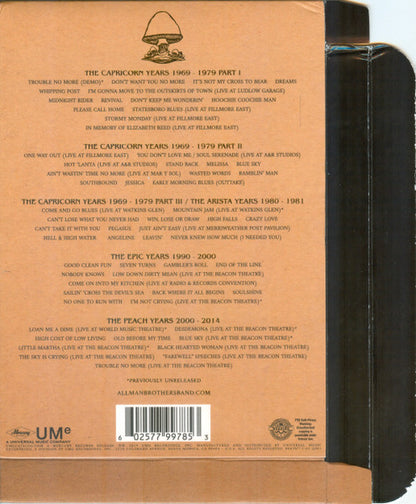 THE CAPRICORN YEARS 1969 - 1979 PART I
TROUBLE NO MORE (DEMO)* DON'T WANT YOU NO MORE IT'S NOT MY CROSS TO BEAR DREAMS
WHIPPING POST I'M GONNA MOVE TO THE OUTSKIRTS OF TOWN (LIVE AT LUDLOW GARAGE)
MIDNIGHT RIDER REVIVAL DON'T KEEP ME WONDERIN' HOOCHIE COOCHIE MAN
PLEASE CALL HOME STATESBORO BLUES (LIVE AT FILLMORE EAST)
STORMY MONDAY (LIVE AT FILLMORE EAST)
IN MEMORY OF ELIZABETH REED (LIVE AT FILLMORE EAST)
THE CAPRICORN YEARS 1969 - 1979 PART II
ONE WAY OUT (LIVE AT FILLMORE EAST) YOU DON'T LOVE ME / SOUL SERENADE (LIVE AT A&R STUDIOS)
HOT 'LANTA (LIVE AT A&R STUDIOS) STAND BACK MELISSA BLUE SKY
AIN'T WASTIN' TIME NO MORE (LIVE AT MAR Y SOL) WASTED WORDS RAMBLIN' MAN
SOUTHBOUND JESSICA EARLY MORNING BLUES (OUTTAKE)
THE CAPRICORN YEARS 1969 - 1979 PART III / THE ARISTA YEARS 1980 - 1981
COME AND GO BLUES (LIVE AT WATKINS GLEN) MOUNTAIN JAM (LIVE AT WATKINS GLEN)*
CAN'T LOSE WHAT YOU NEVER HAD WIN, LOSE OR DRAW HIGH FALLS CRAZY LOVE
CAN'T TAKE IT WITH YOU PEGASUS JUST AIN'T EASY (LIVE AT MERRIWEATHER POST PAVILION)
HELL & HIGH WATER ANGELINE LEAVIN' NEVER KNEW HOW MUCH (I NEEDED YOU)
THE EPIC YEARS 1990 - 2000
GOOD CLEAN FUN SEVEN TURNS GAMBLER'S ROLL END OF THE LINE
NOBODY KNOWS LOW DOWN DIRTY MEAN (LIVE AT THE BEACON THEATRE)
COME ON INTO MY KITCHEN (LIVE AT RADIO & RECORDS CONVENTION)
SAILIN' 'CROSS THE DEVIL'S SEA BACK WHERE IT ALL BEGINS SOULSHINE
NO ONE TO RUN WITH I'M NOT CRYING (LIVE AT THE BEACON THEATRE)*
THE PEACH YEARS 2000 - 2014
LOAN ME A DIME (LIVE AT WORLD MUSIC THEATRE)* DESDEMONA (LIVE AT THE BEACON THEATRE)*
HIGH COST OF LOW LIVING OLD BEFORE MY TIME BLUE SKY (LIVE AT THE BEACON THEATRE)*
LITTLE MARTHA (LIVE AT THE BEACON THEATRE)* BLACK HEARTED WOMAN (LIVE AT THE BEACON THEATRE)
THE SKY IS CRYING (LIVE AT THE BEACON THEATRE) "FAREWELL" SPEECHES (LIVE AT THE BEACON THEATRE)
TROUBLE NO MORE (LIVE AT THE BEACON THEATRE)
*PREVIOUSLY UNRELEASED
ALLMANBROTHERSBAND.COM
6 02577 99785 3
Mercury
UMe
A UNIVERSAL MUSIC COMPANY